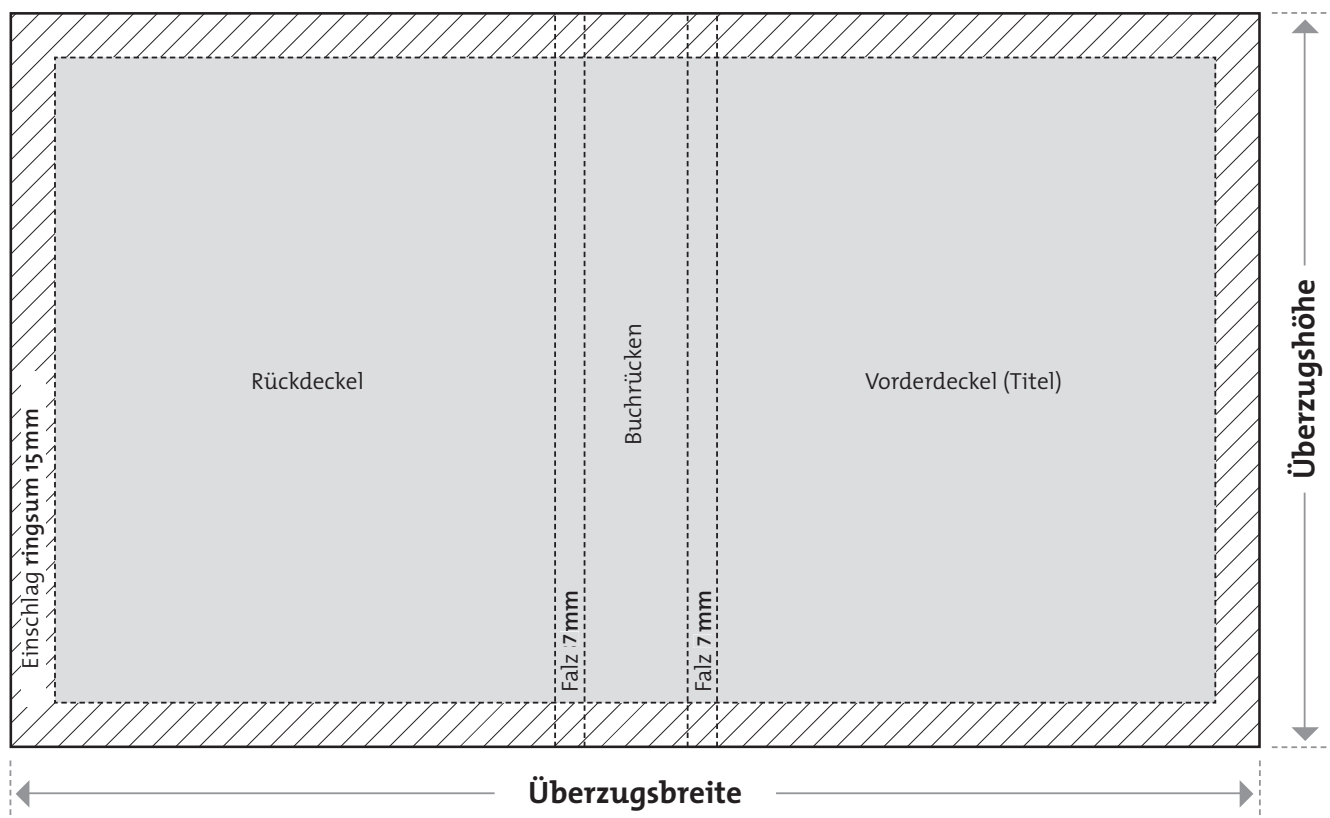 Rückdeckel
Buchrücken
Vorderdeckel (Titel)
Überzugshöhe
Einschlag ringsum 15 mm
Falz 7 mm
Falz 7 mm
Überzugsbreite